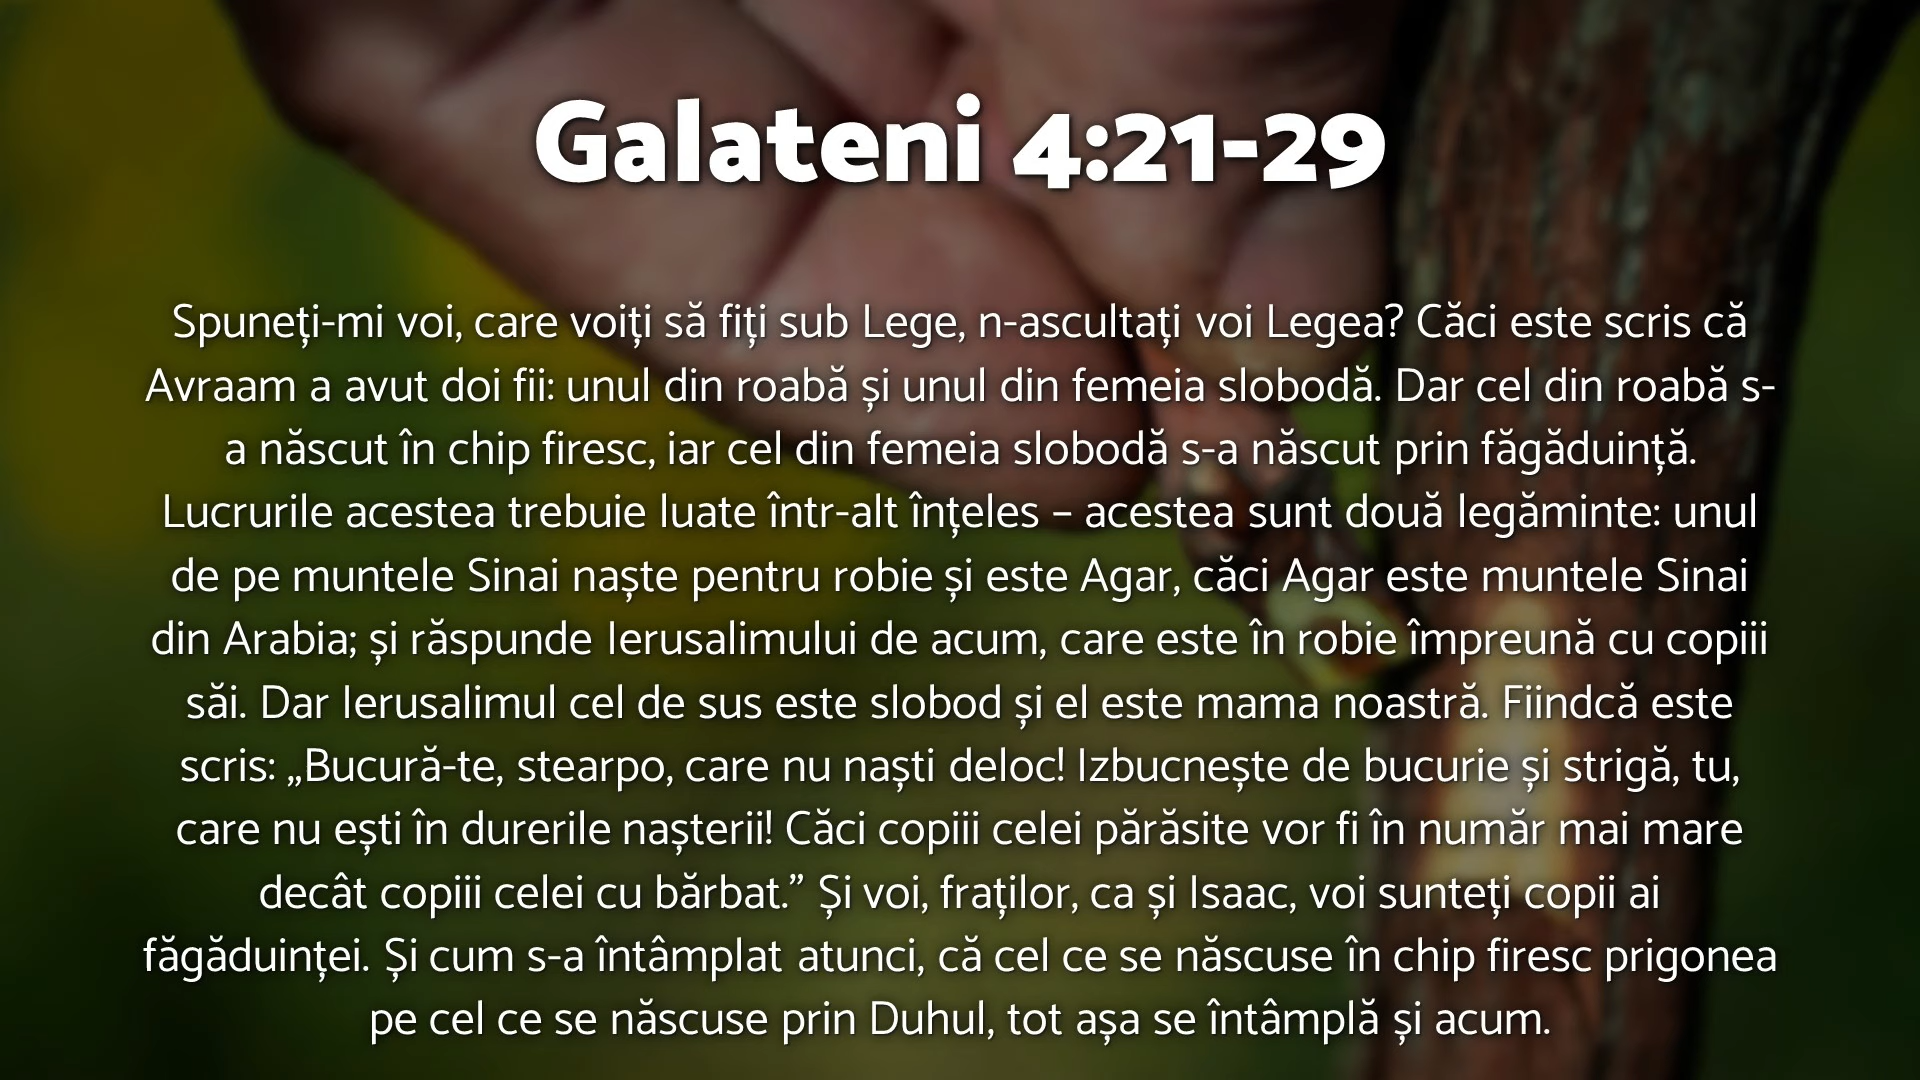 Galateni 4:21-29
Spuneți-mi voi, care voiți să fiți sub Lege, n-ascultați voi Legea? Căci este scris că
Avraam a avut doi fii: unul din roabă și unul din femeia slobodă. Dar cel din roabă s-
a născut în chip firesc, iar cel din femeia slobodă s-a născut prin făgăduință.
Lucrurile acestea trebuie luate într-alt înțeles – acestea sunt două legăminte: unul
de pe muntele Sinai naște pentru robie și este Agar, căci Agar este muntele Sinai
din Arabia; și răspunde Ierusalimului de acum, care este în robie împreună cu copiii
săi. Dar Ierusalimul cel de sus este slobod și el este mama noastră. Fiindcă este
scris: „Bucură-te, stearpo, care nu naști deloc! Izbucnește de bucurie și strigă, tu,
care nu ești în durerile nașterii! Căci copiii celei părăsite vor fi în număr mai mare
decât copiii celei cu bărbat.” Și voi, fraților, ca și Isaac, voi sunteți copii ai
făgăduinței. Și cum s-a întâmplat atunci, că cel ce se născuse în chip firesc prigonea
pe cel ce se născuse prin Duhul, tot așa se întâmplă și acum.